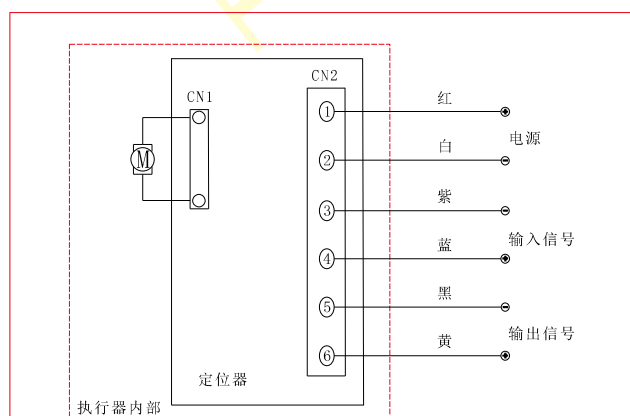 CN2
CN1
① 红
电源
M
② 白
③ 紫
输入信号
④ 蓝
⑤ 黑
输出信号
⑥ 黄
定位器
执行器内部